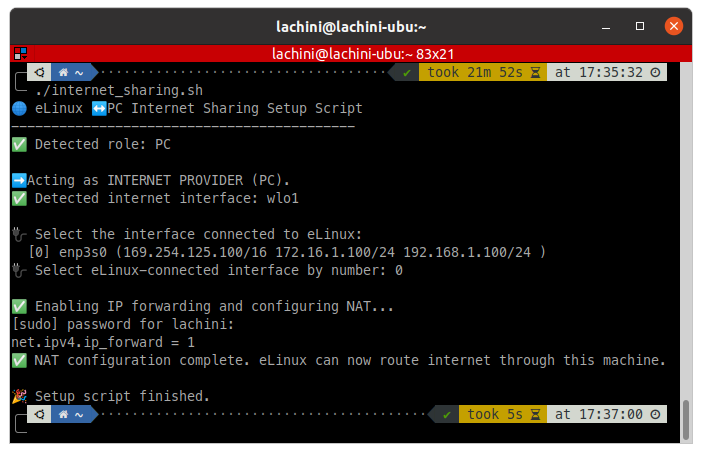 lachini@lachini-ubu:~
lachini@lachini-ubu:~ 83x21
~ ✔ took 21m 52s ⌛ at 17:35:32
./internet_sharing.sh
🌐 eLinux ↔️PC Internet Sharing Setup Script
-------------------------------------------
✅ Detected role: PC
➡️Acting as INTERNET PROVIDER (PC).
✅ Detected internet interface: wlo1
🔌 Select the interface connected to eLinux:
[0] enp3s0 (169.254.125.100/16 172.16.1.100/24 192.168.1.100/24 )
🔌 Select eLinux-connected interface by number: 0
✅ Enabling IP forwarding and configuring NAT...
[sudo] password for lachini:
net.ipv4.ip_forward = 1
✅ NAT configuration complete. eLinux can now route internet through this machine.
🎉 Setup script finished.
~ ✔ took 5s ⌛ at 17:37:00